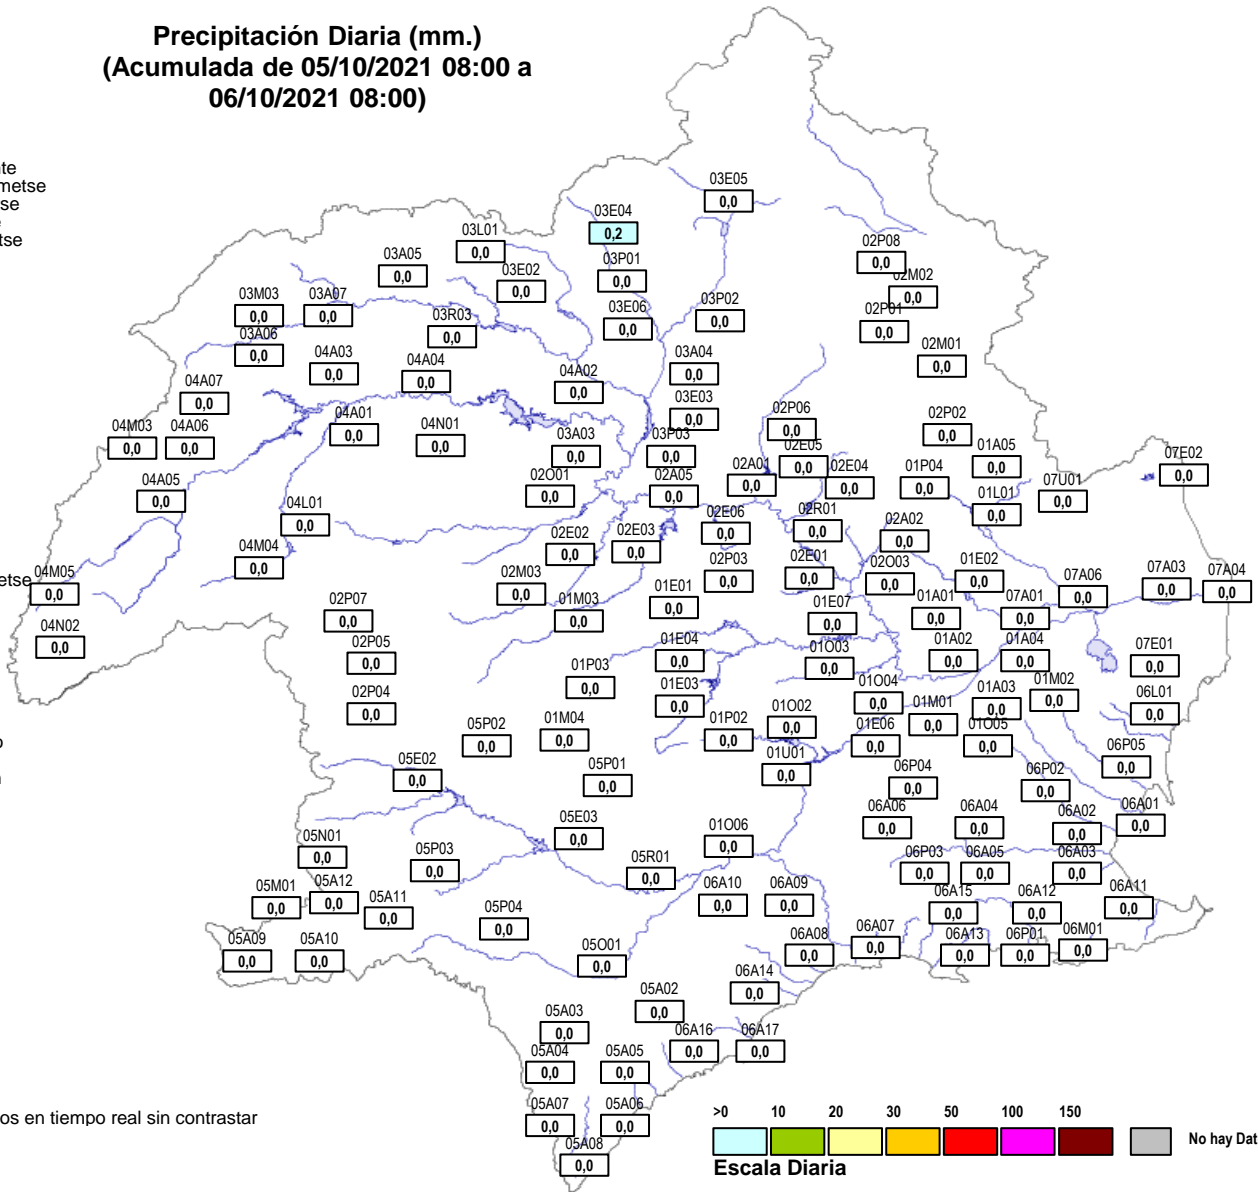 Precipitación Diaria (mm.)
(Acumulada de 05/10/2021 08:00 a
06/10/2021 08:00)
nte
metse
se
e
tse
03E05
0,0
03E04
0,2
03L01
0,0
03A05
0,0
03E02
0,0
03P01
0,0
02P08
0,0
02M02
0,0
03M03
0,0
03A07
0,0
03R03
0,0
03E06
0,0
03P02
0,0
02P01
0,0
03A06
0,0
04A03
0,0
04A04
0,0
04A02
0,0
03A04
0,0
02M01
0,0
04A07
0,0
03E03
0,0
04M03
0,0
04A06
0,0
04A01
0,0
04N01
0,0
03A03
0,0
03P03
0,0
02P06
0,0
02P02
0,0
02E05
0,0
01A05
0,0
07E02
0,0
04A05
0,0
02O01
0,0
02A05
0,0
02A01
0,0
02E04
0,0
01P04
0,0
07U01
0,0
04L01
0,0
01L01
0,0
02E06
0,0
02R01
0,0
02A02
0,0
04M04
0,0
02E02
0,0
02E03
0,0
metse
04M05
0,0
02M03
0,0
02P03
0,0
02E01
0,0
02O03
0,0
01E02
0,0
07A06
0,0
07A03
0,0
07A04
0,0
02P07
0,0
01M03
0,0
01E01
0,0
01E07
0,0
01A01
0,0
07A01
0,0
04N02
0,0
02P05
0,0
01E04
0,0
01O03
0,0
01A02
0,0
01A04
0,0
07E01
0,0
02P04
0,0
01P03
0,0
01E03
0,0
01O04
0,0
01A03
0,0
01M02
0,0
06L01
0,0
05P02
0,0
01M04
0,0
01P02
0,0
01O02
0,0
01E06
0,0
01M01
0,0
01O05
0,0
05E02
0,0
05P01
0,0
01U01
0,0
06P04
0,0
06P02
0,0
06P05
0,0
05E03
0,0
01O06
0,0
06A06
0,0
06A04
0,0
06A02
0,0
06A01
0,0
05N01
0,0
05P03
0,0
05R01
0,0
06P03
0,0
06A05
0,0
06A03
0,0
05M01
0,0
05A12
0,0
05A11
0,0
05P04
0,0
06A10
0,0
06A09
0,0
06A15
0,0
06A12
0,0
06A11
0,0
05A09
0,0
05A10
0,0
05O01
0,0
06A08
0,0
06A07
0,0
06A13
0,0
06P01
0,0
06M01
0,0
05A02
0,0
06A14
0,0
05A03
0,0
06A16
0,0
06A17
0,0
05A04
0,0
05A05
0,0
05A07
0,0
05A06
0,0
05A08
0,0
os en tiempo real sin contrastar
>0 10 20 30 50 100 150
No hay Dat
Escala Diaria